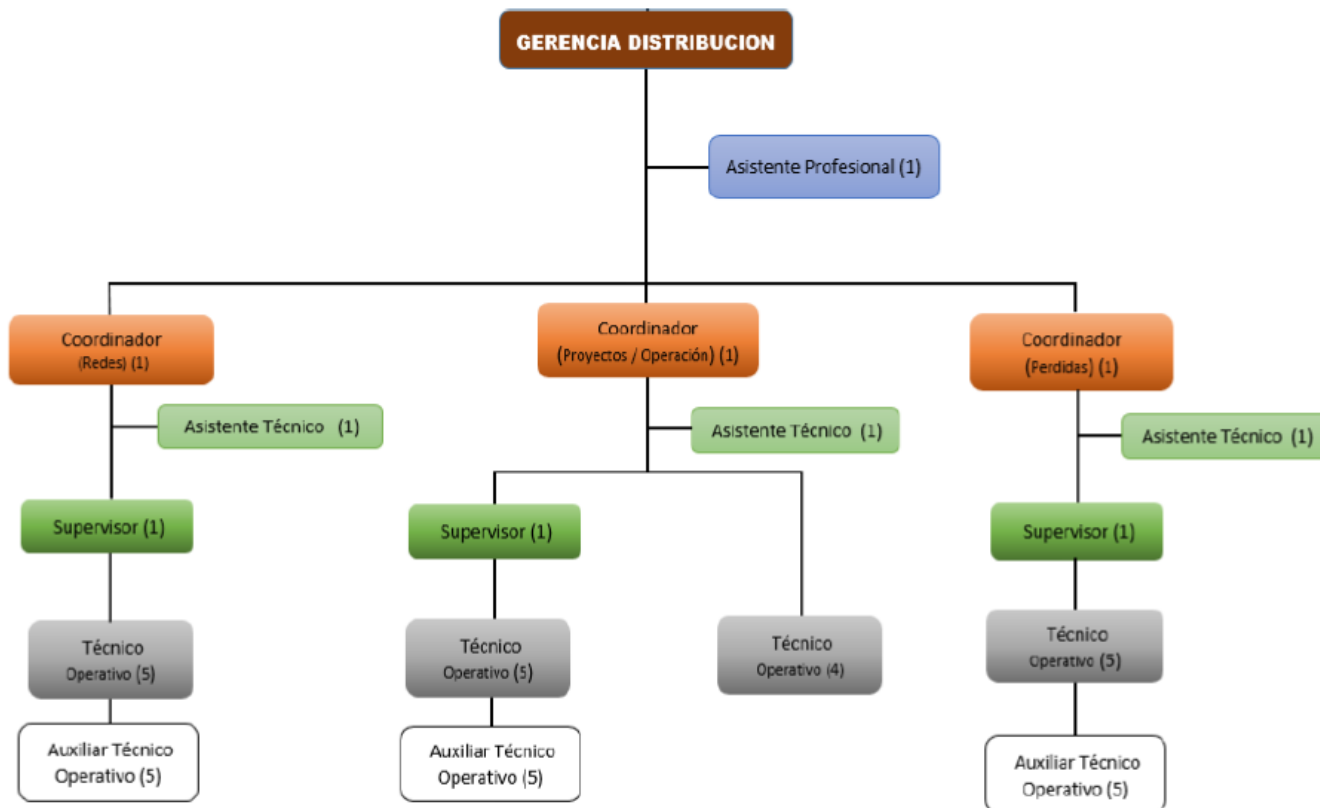 GERENCIA DISTRIBUCION
Asistente Profesional (1)
Coordinador
(Redes) (1)
Coordinador
(Proyectos / Operación) (1)
Coordinador
(Perdidas) (1)
Asistente Técnico (1)
Asistente Técnico (1)
Asistente Técnico (1)
Supervisor (1)
Supervisor (1)
Supervisor (1)
Técnico
Operativo (5)
Técnico
Operativo (5)
Técnico
Operativo (4)
Técnico
Operativo (5)
Auxiliar Técnico
Operativo (5)
Auxiliar Técnico
Operativo (5)
Auxiliar Técnico
Operativo (5)